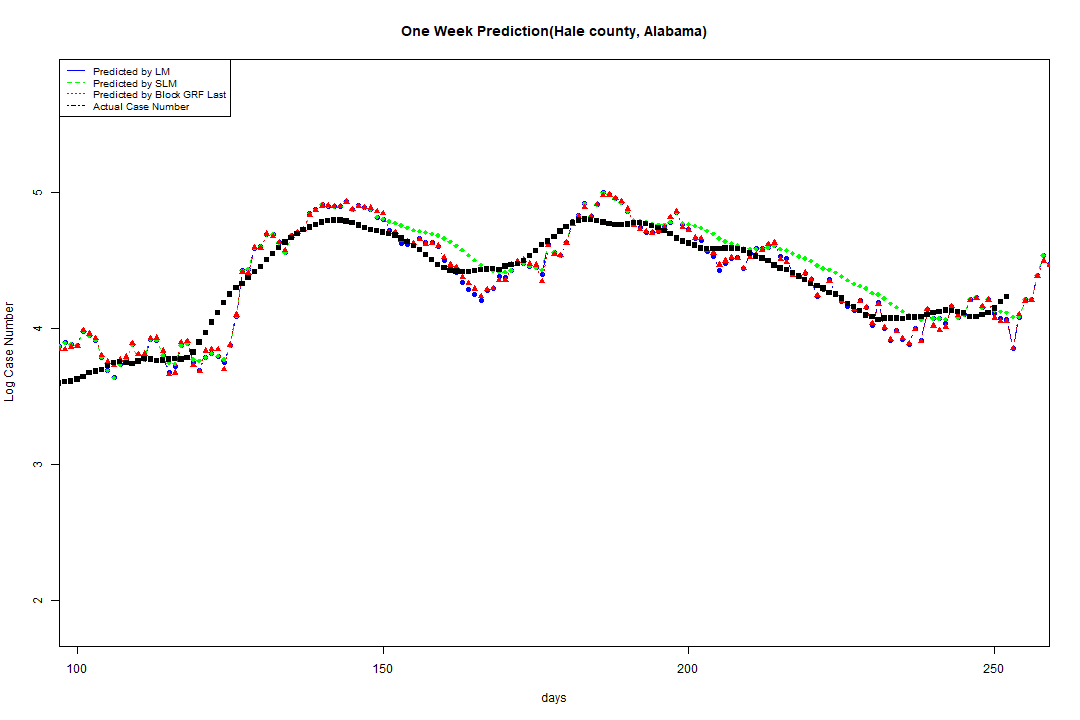 One Week Prediction(Hale county, Alabama)
Predicted by LM
Predicted by SLM
Predicted by Block GRF Last
Actual Case Number
5
4
3
2
Log Case Number
100 150 200 250
days